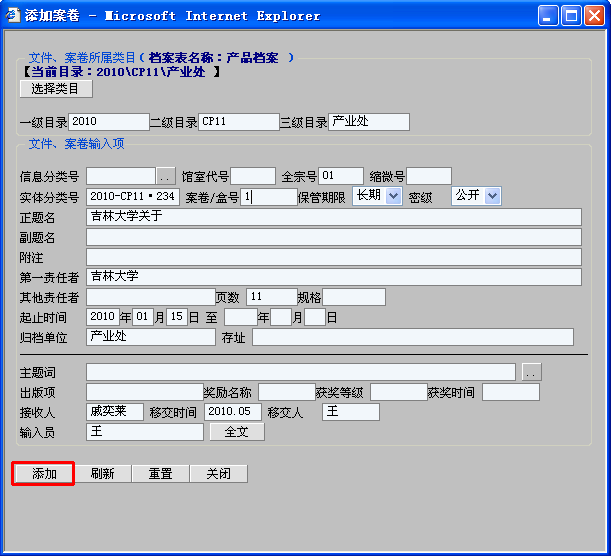 添加案卷 - Microsoft Internet Explorer
文件、案卷所属类目( 档案表名称：产品档案 )
【当前目录：2010\CP11\产业处 】
选择类目
一级目录 2010 二级目录 CP11 三级目录 产业处
文件、案卷输入项
信息分类号 .. 馆室代号 全宗号 01 缩微号
实体分类号 2010-CP11·234 案卷/盒号 1 保管期限 长期 密级 公开
正题名 吉林大学关于
副题名
附注
第一责任者 吉林大学
其他责任者 页数 11 规格
起止时间 2010 年 01 月 15 日 至 年 月 日
归档单位 产业处 存址
主题词 ..
出版项 奖励名称 获奖等级 获奖时间
接收人 戚奕莱 移交时间 2010.05 移交人 王
输入员 王 全文
添加 刷新 重置 关闭